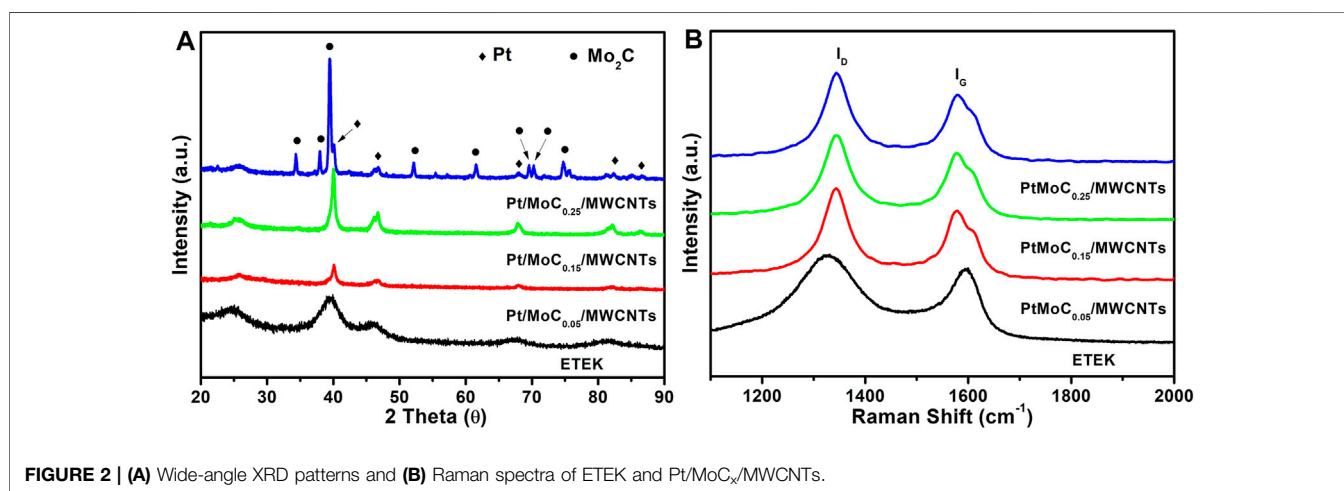 A
♦ Pt
● Mo₂C
Pt/MoC₀.₂₅/MWCNTs
Pt/MoC₀.₁₅/MWCNTs
Pt/MoC₀.₀₅/MWCNTs
ETEK
Intensity (a.u.)
20 30 40 50 60 70 80 90
2 Theta (θ)
B
I_D
I_G
PtMoC₀.₂₅/MWCNTs
PtMoC₀.₁₅/MWCNTs
PtMoC₀.₀₅/MWCNTs
ETEK
Intensity (a.u.)
1200 1400 1600 1800 2000
Raman Shift (cm⁻¹)
FIGURE 2 | (A) Wide-angle XRD patterns and (B) Raman spectra of ETEK and Pt/MoCₓ/MWCNTs.